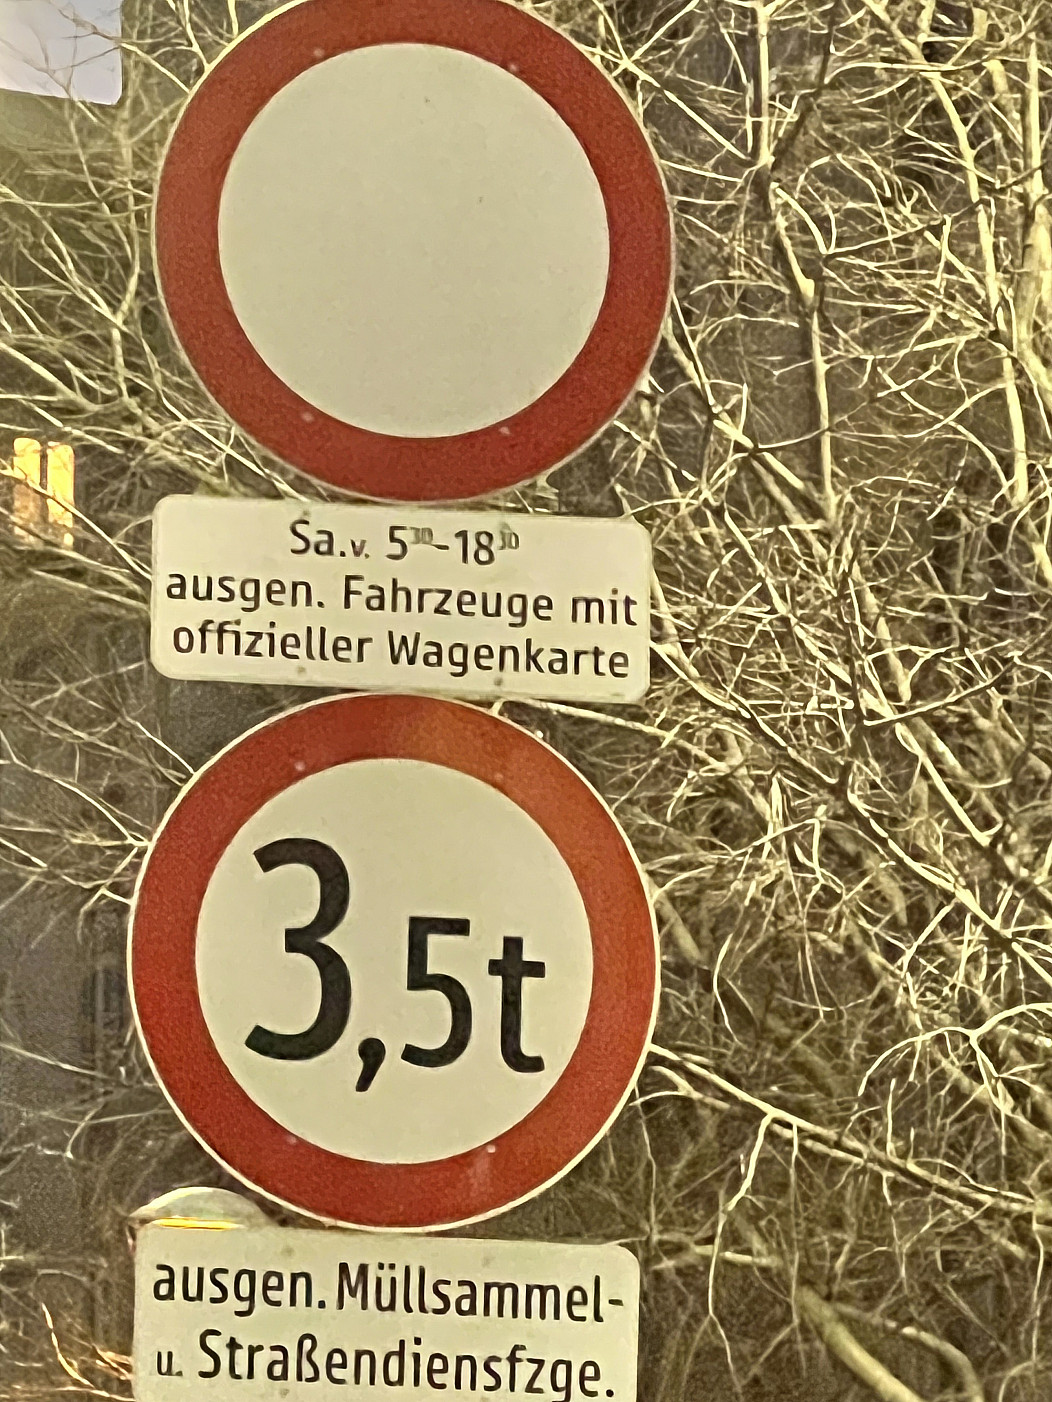 Sa.v. 5³⁰-18³⁰
ausgen. Fahrzeuge mit
offizieller Wagenkarte
3,5t
ausgen. Müllsammel-
u. Straßendiensfzge.